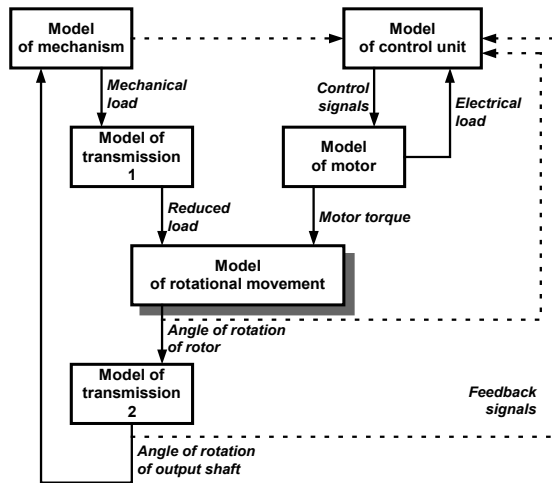 Model
of mechanism
Model
of control unit
Mechanical
load
Control
signals
Electrical
load
Model of
transmission
1
Model
of motor
Reduced
load
Motor torque
Model
of rotational movement
Angle of rotation
of rotor
Model of
transmission
2
Feedback
signals
Angle of rotation
of output shaft